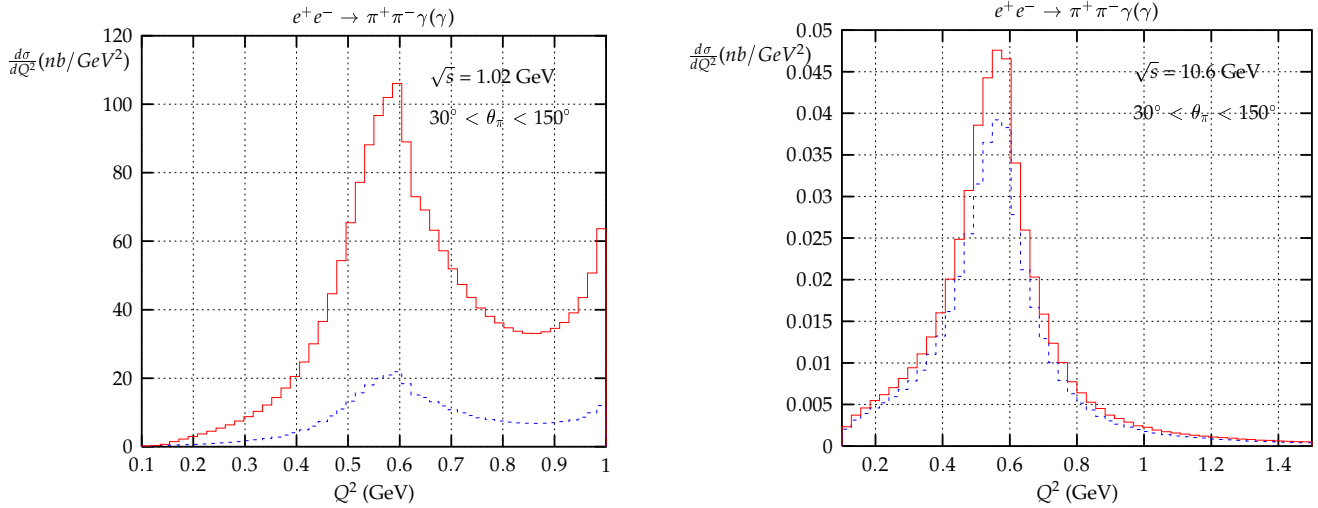 e⁺e⁻ → π⁺π⁻γ(γ)
dσ/dQ² (nb/GeV²)
√s = 1.02 GeV
30° < θπ < 150°
120
100
80
60
40
20
0
0.1 0.2 0.3 0.4 0.5 0.6 0.7 0.8 0.9 1
Q² (GeV)
e⁺e⁻ → π⁺π⁻γ(γ)
dσ/dQ² (nb/GeV²)
√s = 10.6 GeV
30° < θπ < 150°
0.05
0.045
0.04
0.035
0.03
0.025
0.02
0.015
0.01
0.005
0
0.2 0.4 0.6 0.8 1 1.2 1.4
Q² (GeV)